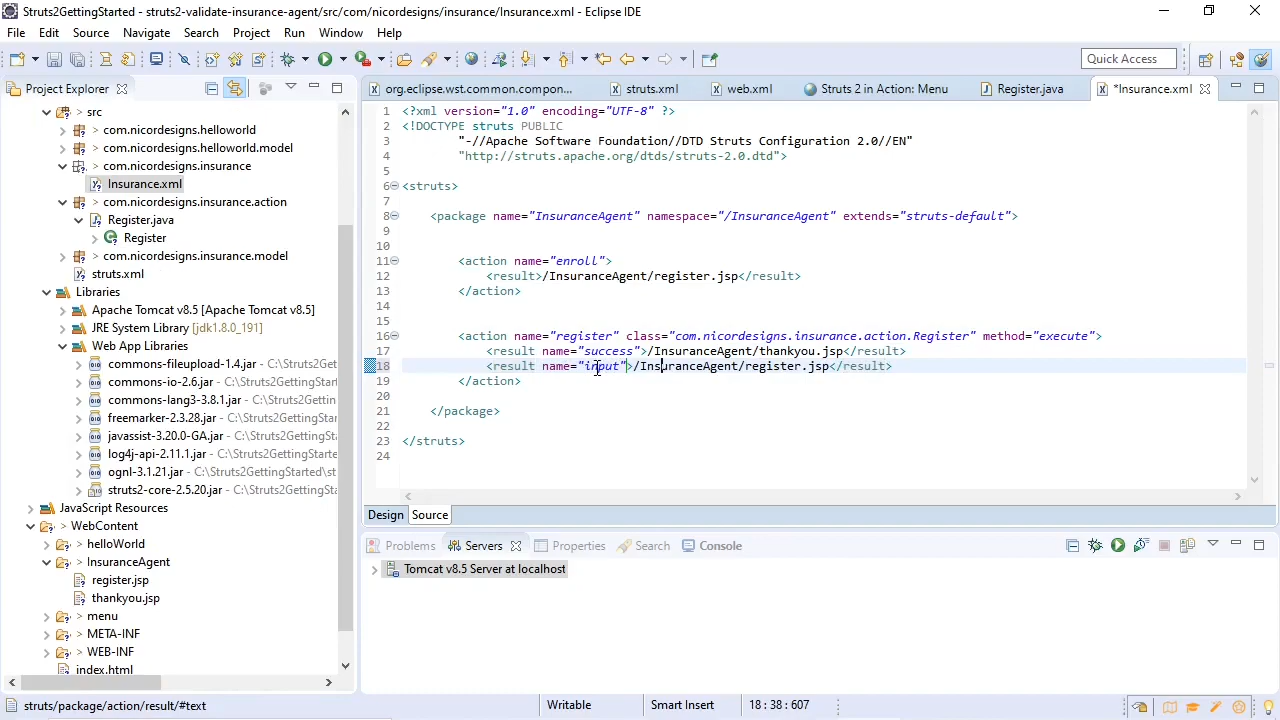 Struts2GettingStarted - struts2-validate-insurance-agent/src/com/nicordesigns/insurance/Insurance.xml - Eclipse IDE
File Edit Source Navigate Search Project Run Window Help
Quick Access
Project Explorer
org.eclipse.wst.common.compon... struts.xml web.xml Struts 2 in Action: Menu Register.java *Insurance.xml
src
> com.nicordesigns.helloworld
> com.nicordesigns.helloworld.model
> com.nicordesigns.insurance
Insurance.xml
> com.nicordesigns.insurance.action
Register.java
Register
> com.nicordesigns.insurance.model
struts.xml
Libraries
Apache Tomcat v8.5 [Apache Tomcat v8.5]
JRE System Library [jdk1.8.0_191]
Web App Libraries
commons-fileupload-1.4.jar - C:\Struts2Get
commons-io-2.6.jar - C:\Struts2GettingStar
commons-lang3-3.8.1.jar - C:\Struts2Gettin
freemarker-2.3.28.jar - C:\Struts2GettingSta
javassist-3.20.0-GA.jar - C:\Struts2GettingSt
log4j-api-2.11.1.jar - C:\Struts2GettingStart
ognl-3.1.21.jar - C:\Struts2GettingStarted\st
struts2-core-2.5.20.jar - C:\Struts2GettingSt
JavaScript Resources
> WebContent
> helloWorld
> InsuranceAgent
register.jsp
thankyou.jsp
> menu
> META-INF
> WEB-INF
index.html
1 <?xml version="1.0" encoding="UTF-8" ?>
2 <!DOCTYPE struts PUBLIC
3 "-//Apache Software Foundation//DTD Struts Configuration 2.0//EN"
4 "http://struts.apache.org/dtds/struts-2.0.dtd">
5
6 <struts>
7
8 <package name="InsuranceAgent" namespace="/InsuranceAgent" extends="struts-default">
9
10
11 <action name="enroll">
12 <result>/InsuranceAgent/register.jsp</result>
13 </action>
14
15
16 <action name="register" class="com.nicordesigns.insurance.action.Register" method="execute">
17 <result name="success">/InsuranceAgent/thankyou.jsp</result>
18 <result name="input">/InsuranceAgent/register.jsp</result>
19 </action>
20
21 </package>
22
23 </struts>
24
Design Source
Problems Servers Properties Search Console
Tomcat v8.5 Server at localhost
struts/package/action/result/#text Writable Smart Insert 18 : 38 : 607